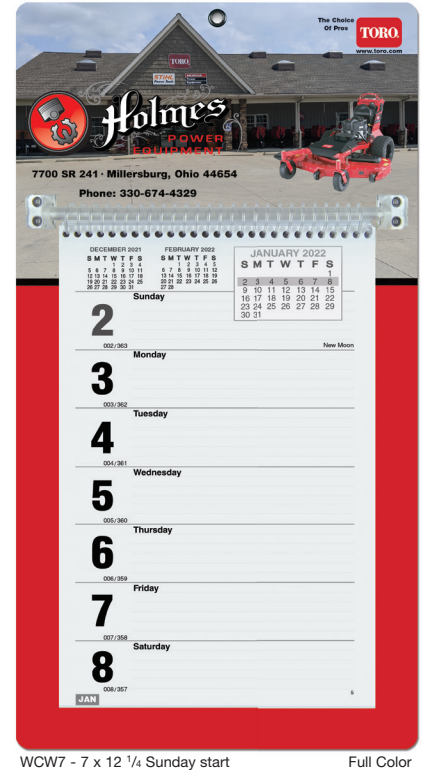 The Choice
Of Pros
TORO.
www.toro.com
TORO
STIHL
Holmes
POWER
EQUIPMENT
7700 SR 241 · Millersburg, Ohio 44654
Phone: 330-674-4329
DECEMBER 2021
S M T W T F S
1 2 3 4
5 6 7 8 9 10 11
12 13 14 15 16 17 18
19 20 21 22 23 24 25
26 27 28 29 30 31
FEBRUARY 2022
S M T W T F S
1 2 3 4 5
6 7 8 9 10 11 12
13 14 15 16 17 18 19
20 21 22 23 24 25 26
27 28
JANUARY 2022
S M T W T F S
1
2 3 4 5 6 7 8
9 10 11 12 13 14 15
16 17 18 19 20 21 22
23 24 25 26 27 28 29
30 31
Sunday
2
002/363
New Moon
Monday
3
003/362
Tuesday
4
004/361
Wednesday
5
005/360
Thursday
6
006/359
Friday
7
007/358
Saturday
8
008/357
JAN
WCW7 - 7 x 12 1/4 Sunday start
Full Color